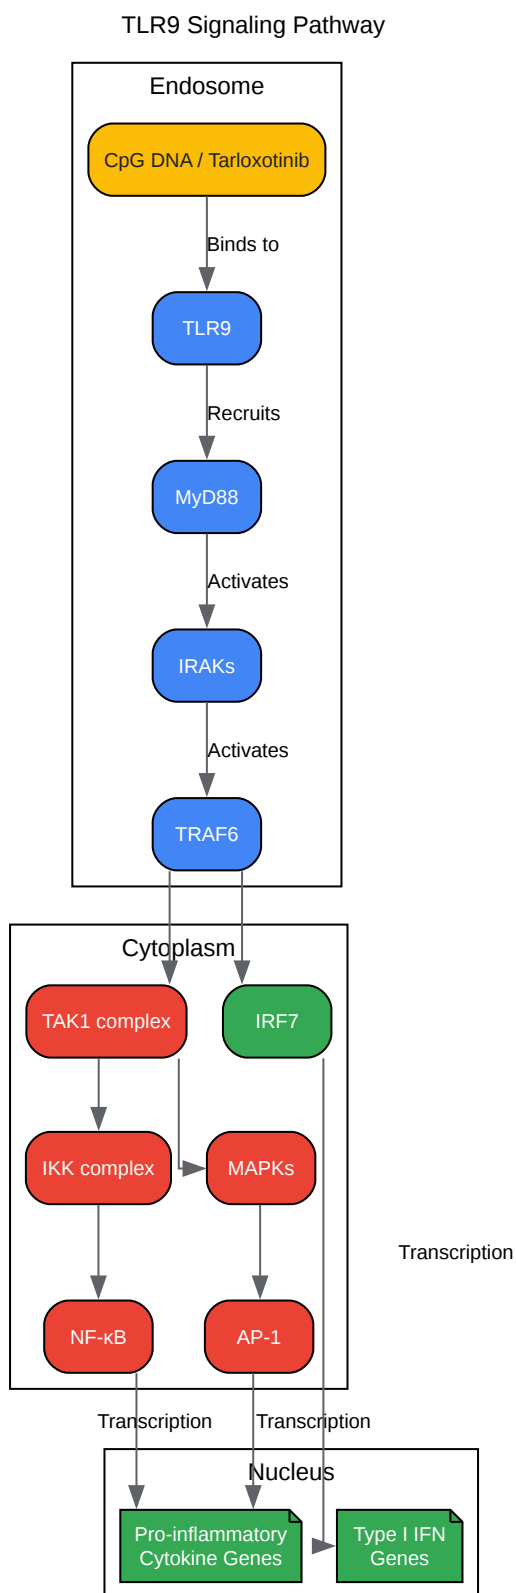 TLR9 Signaling Pathway
Endosome
CpG DNA / Tarloxotinib
Binds to
TLR9
Recruits
MyD88
Activates
IRAKs
Activates
TRAF6
Cytoplasm
TAK1 complex
IRF7
IKK complex
MAPKs
Transcription
NF-κB
AP-1
Transcription
Transcription
Nucleus
Pro-inflammatory
Cytokine Genes
Type I IFN
Genes